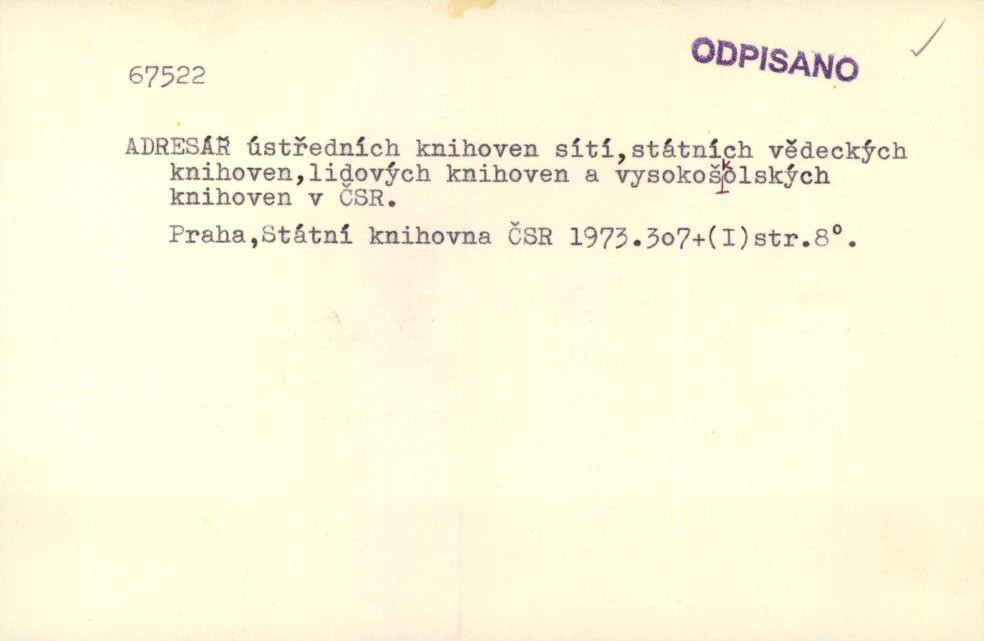 67522
ODPISANO
ADRESÁŘ ústředních knihoven sítí,státních vědeckých
knihoven,lidových knihoven a vysokoškolských
knihoven v ČSR.
Praha,Státní knihovna ČSR 1973.3o7+(I)str.8°.